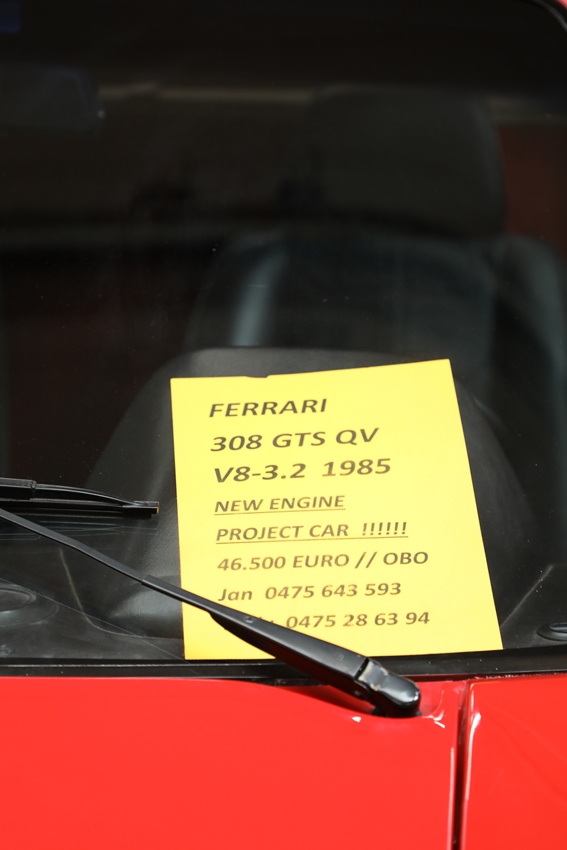 FERRARI
308 GTS QV
V8-3.2 1985
NEW ENGINE
PROJECT CAR !!!!!!
46.500 EURO // OBO
Jan 0475 643 593
0475 28 63 94